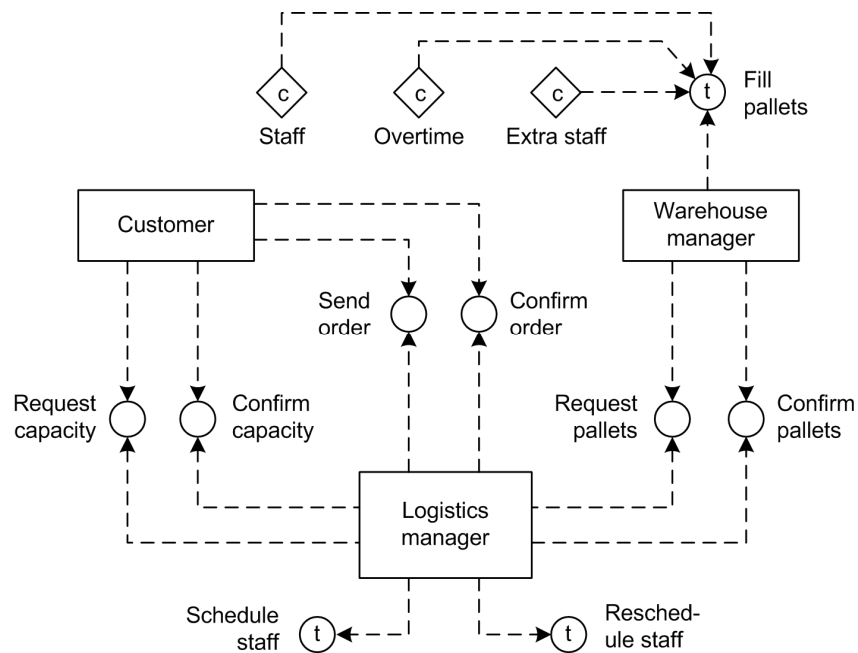 c
c
c
t
Fill
pallets
Staff
Overtime
Extra staff
Customer
Warehouse
manager
Send
order
Confirm
order
Request
capacity
Confirm
capacity
Request
pallets
Confirm
pallets
Logistics
manager
Schedule
staff
t
t
Resched-
ule staff